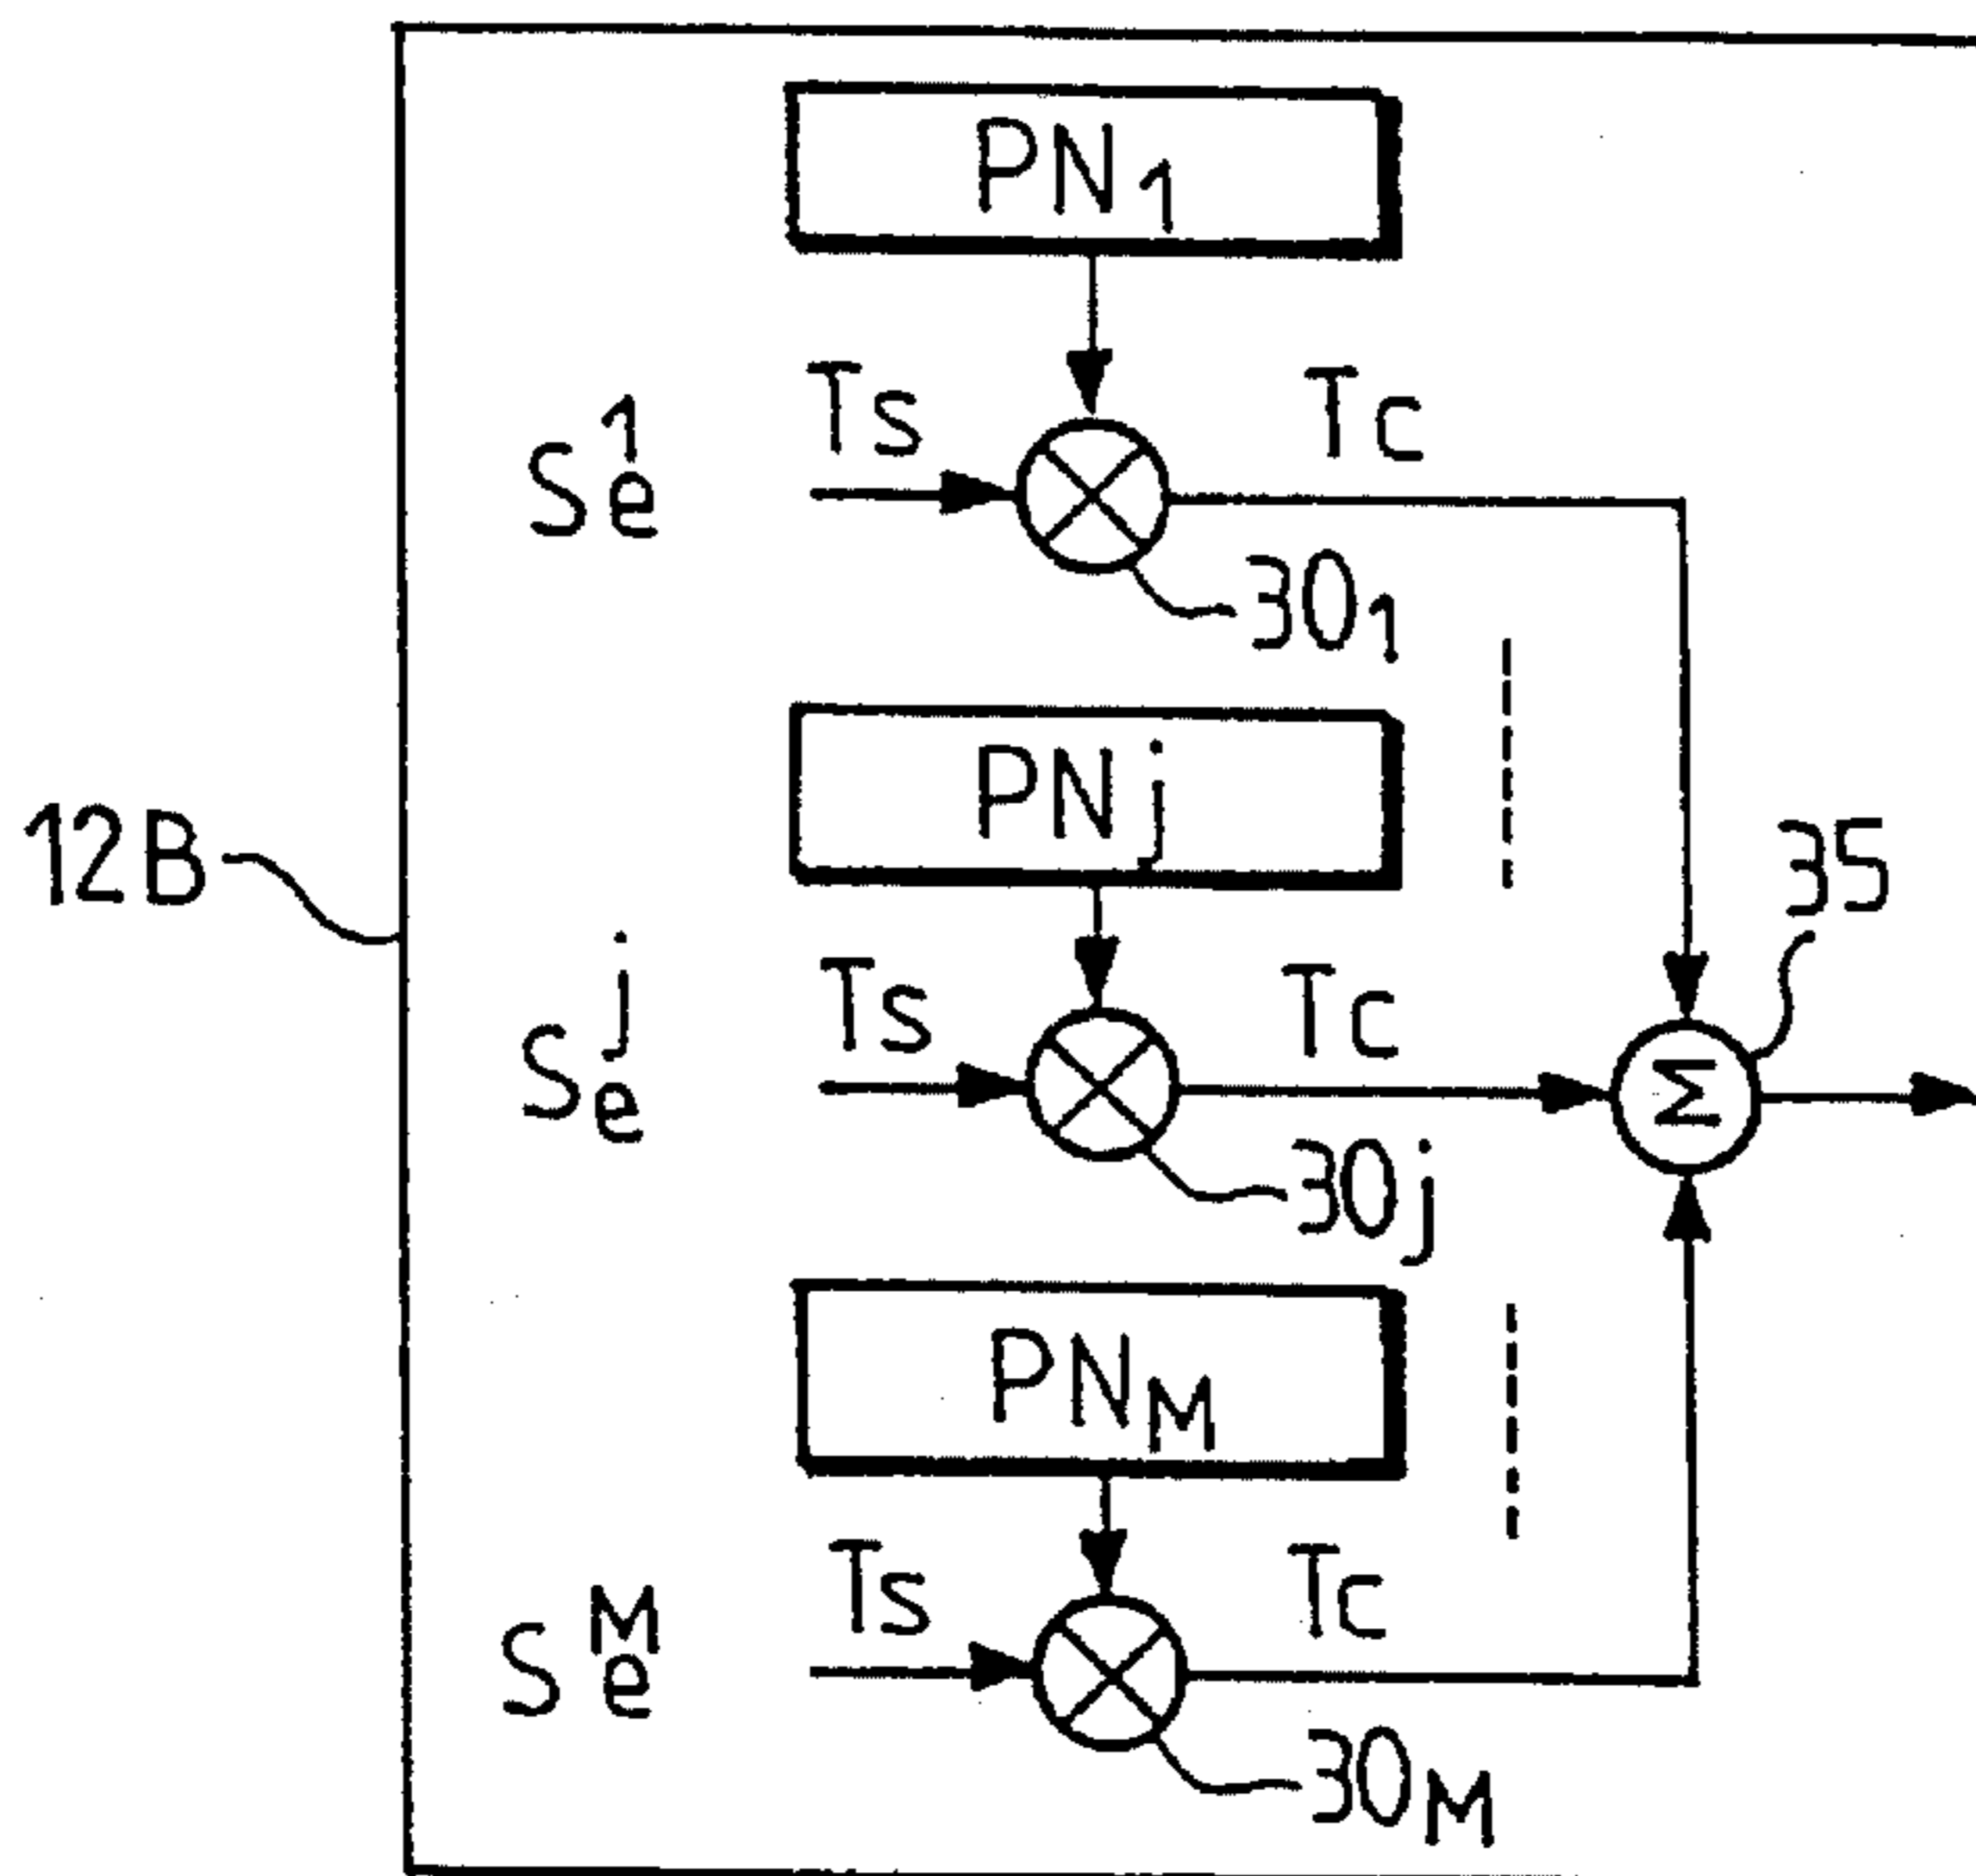 PN1
Ts Tc
Se1
301
PNj
12B
35
Ts Tc
Sej
Σ
30j
PNM
Ts Tc
SeM
30M